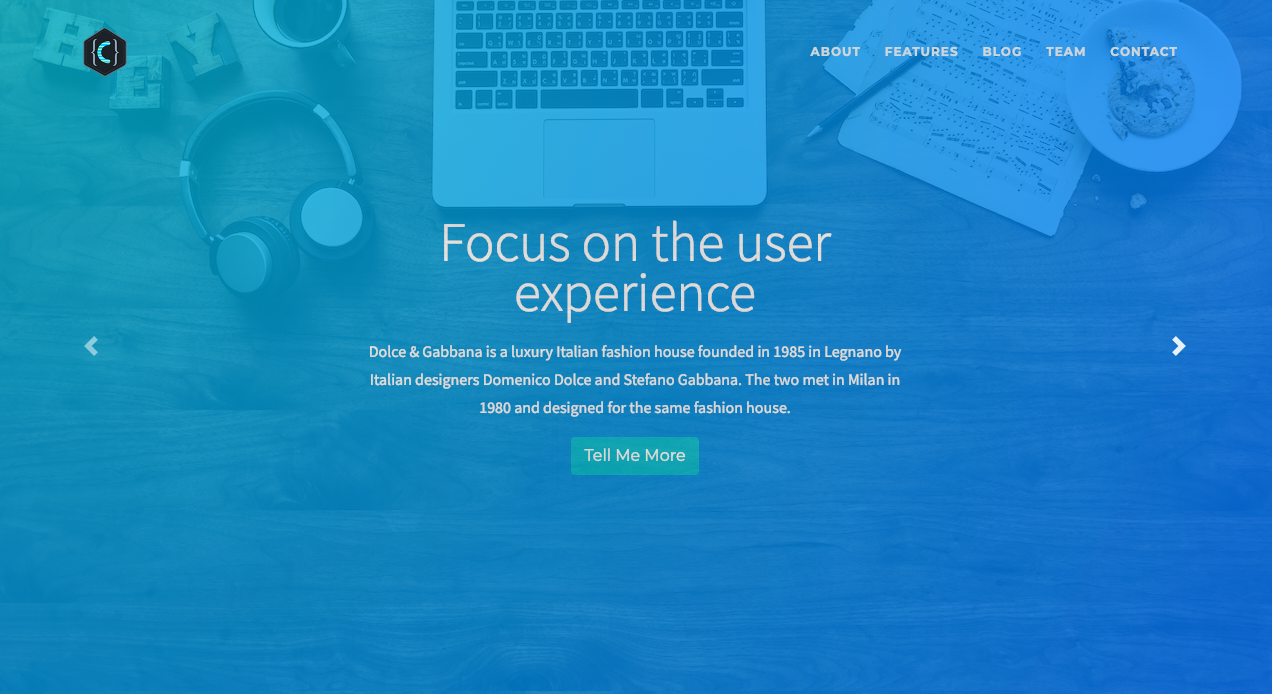 ABOUT FEATURES BLOG TEAM CONTACT
Focus on the user
experience
Dolce & Gabbana is a luxury Italian fashion house founded in 1985 in Legnano by
Italian designers Domenico Dolce and Stefano Gabbana. The two met in Milan in
1980 and designed for the same fashion house.
Tell Me More